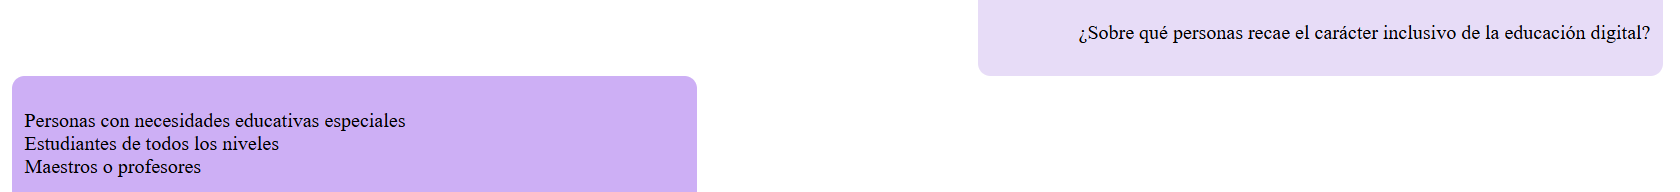 ¿Sobre qué personas recae el carácter inclusivo de la educación digital?
Personas con necesidades educativas especiales
Estudiantes de todos los niveles
Maestros o profesores